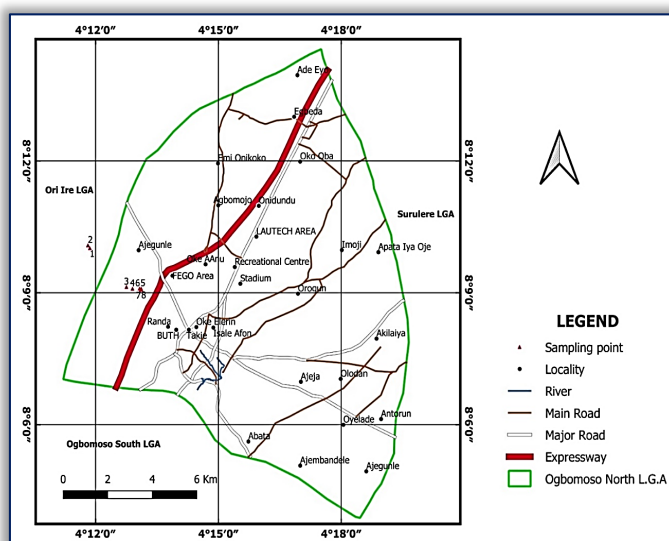 4°12'0" 4°15'0" 4°18'0"
Ade Eyo
Egbeda
8°12'0" 8°12'0"
Emi Onikoko
Oko Oba
Ori Ire LGA
Agbomojo
Onidundu
Surulere LGA
LAUTECH AREA
2
1
Ajegunle
Imoji
Apata Iya Oje
Oke AAnu
Recreational Centre
FEGO Area
Stadium
3 4 6 5
7 8
8°9'0" 8°9'0"
Orogun
Randa
Oke Elerin
BUTH
Takie
Isale Afon
Akilaiya
Ajeja
Olodan
Antorun
Oyelade
8°6'0" 8°6'0"
Ogbomoso South LGA
Abata
Ajembandele
Ajegunle
0 2 4 6 Km
4°12'0" 4°15'0" 4°18'0"
LEGEND
Sampling point
Locality
River
Main Road
Major Road
Expressway
Ogbomoso North L.G.A